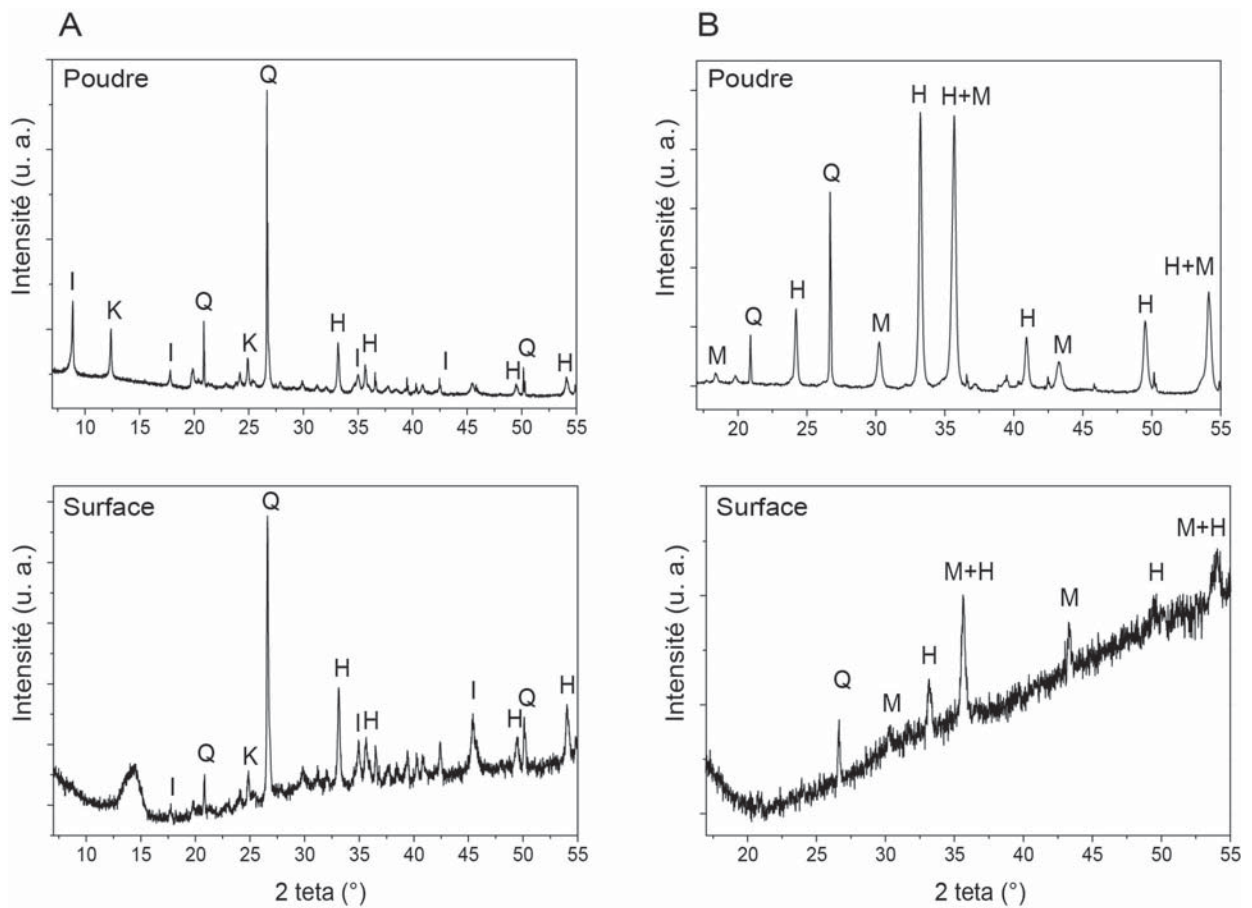 A
B
Poudre
Q
I
K
I
Q
K
H
I
H
I
H
Q
H
Intensité (u. a.)
10 15 20 25 30 35 40 45 50 55
Poudre
M
Q
H
Q
M
H
H+M
H
M
H
H+M
Intensité (u. a.)
20 25 30 35 40 45 50 55
Surface
Q
I
Q
K
H
I
H
I
H
Q
H
Intensité (u. a.)
10 15 20 25 30 35 40 45 50 55
2 teta (°)
Surface
Q
M
H
M+H
M
H
M+H
Intensité (u. a.)
20 25 30 35 40 45 50 55
2 teta (°)